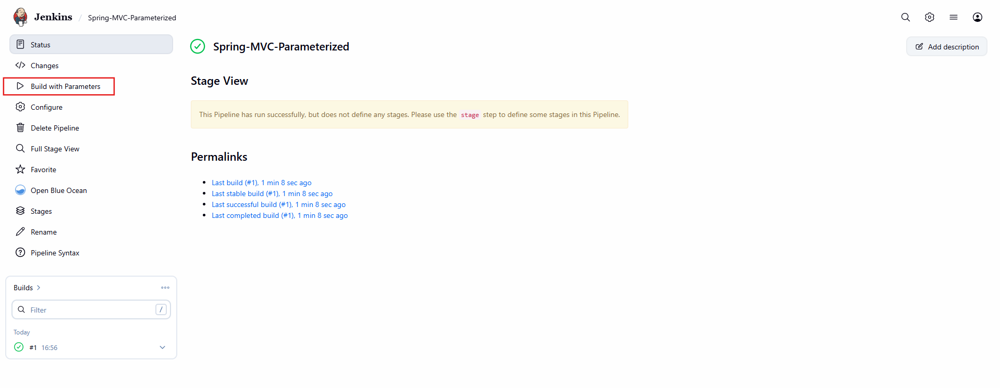 Jenkins / Spring-MVC-Parameterized
Status
Changes
Build with Parameters
Configure
Delete Pipeline
Full Stage View
Favorite
Open Blue Ocean
Stages
Rename
Pipeline Syntax
Builds
Filter /
Today
#1 16:56
Spring-MVC-Parameterized
Add description
Stage View
This Pipeline has run successfully, but does not define any stages. Please use the stage step to define some stages in this Pipeline.
Permalinks
Last build (#1), 1 min 8 sec ago
Last stable build (#1), 1 min 8 sec ago
Last successful build (#1), 1 min 8 sec ago
Last completed build (#1), 1 min 8 sec ago